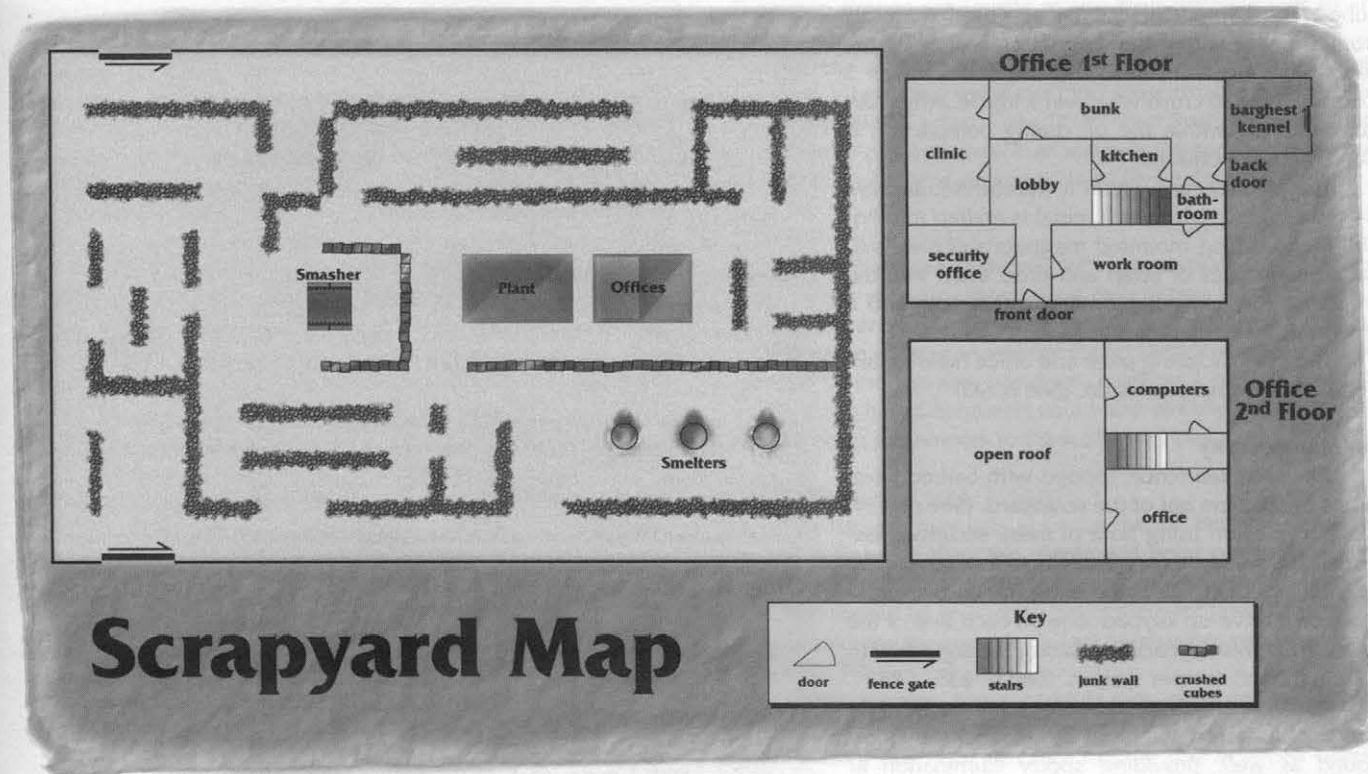 Office 1st Floor
bunk
barghest
kennel
clinic
kitchen
lobby
back
door
bath-
room
security
office
work room
front door
Smasher
Plant
Offices
Smelters
computers
Office
2nd Floor
open roof
office
Scrapyard Map
Key
door
fence gate
stairs
junk wall
crushed
cubes